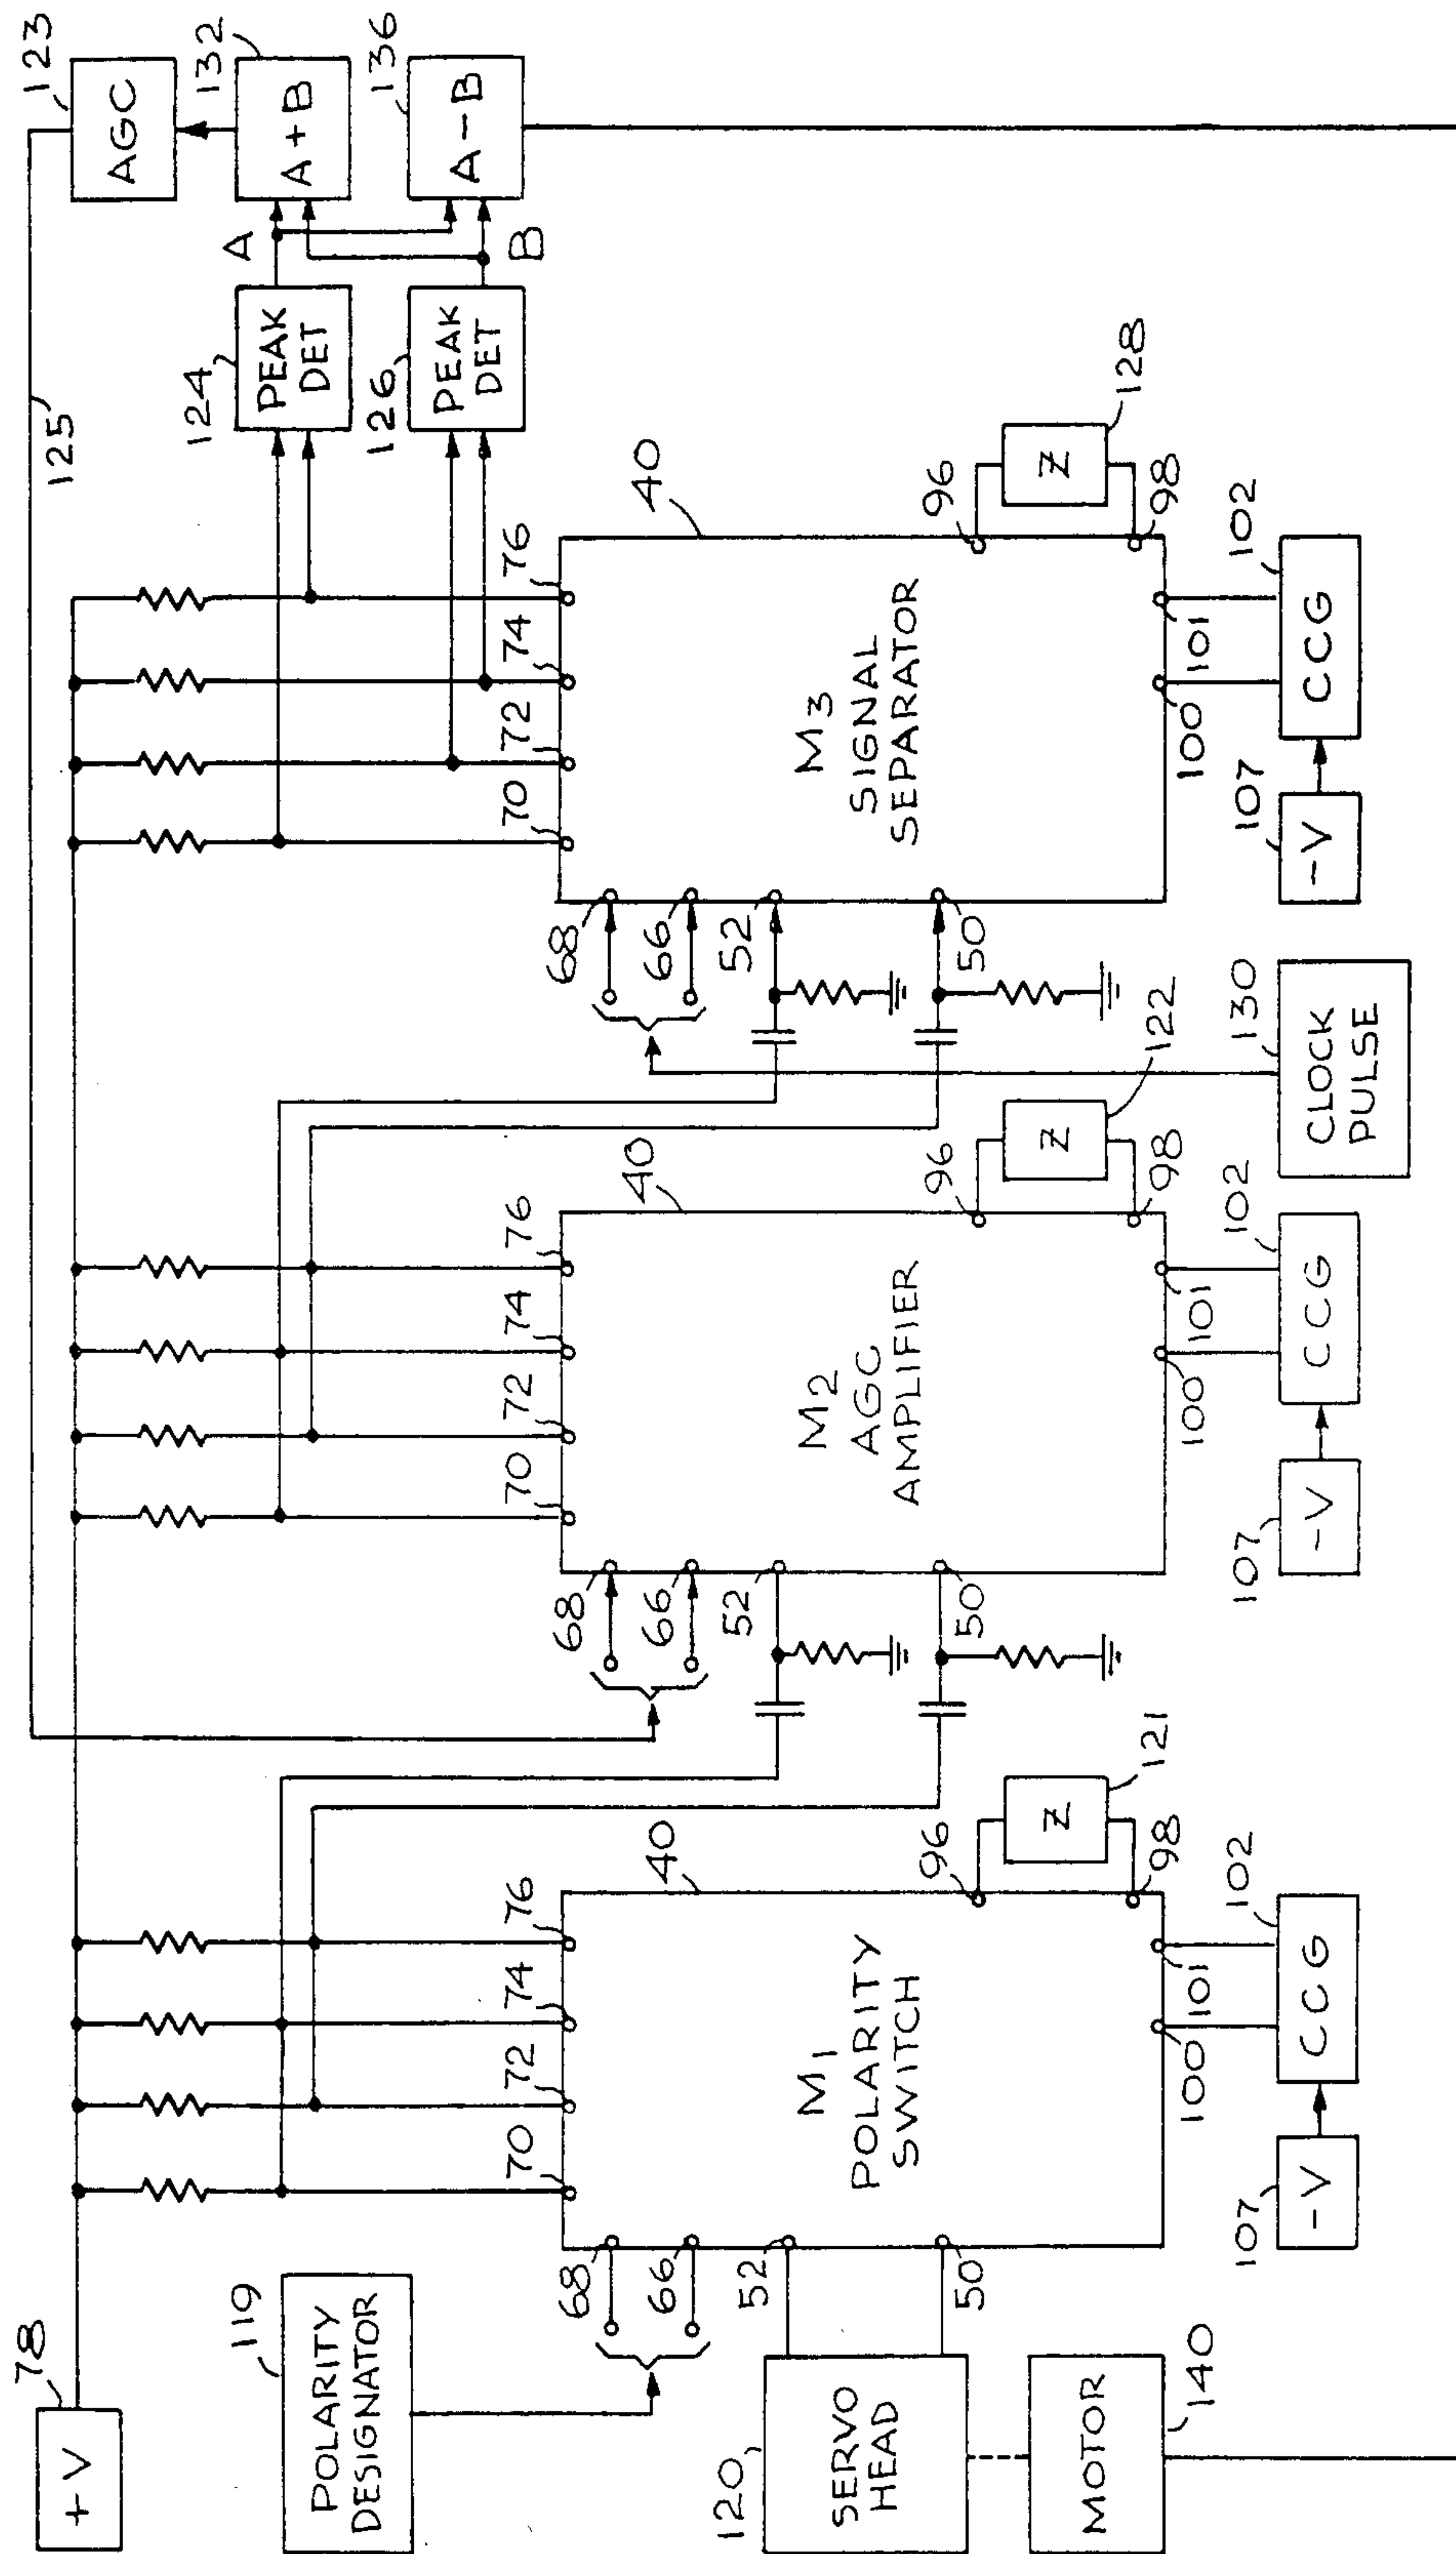 78
+V
119
POLARITY
DESIGNATOR
120
SERVO
HEAD
MOTOR
140
68
66
52
50
70
72
74
76
40
M1
POLARITY
SWITCH
96
98
Z
121
100
101
102
CCG
107
-V
68
66
52
50
70
72
74
76
40
M2
AGC
AMPLIFIER
96
98
Z
122
100
101
102
CCG
107
-V
CLOCK
PULSE
130
68
66
52
50
70
72
74
76
40
M3
SIGNAL
SEPARATOR
96
98
Z
128
100
101
102
CCG
107
-V
125
124
PEAK
DET
126
PEAK
DET
A
B
123
AGC
132
A+B
136
A-B